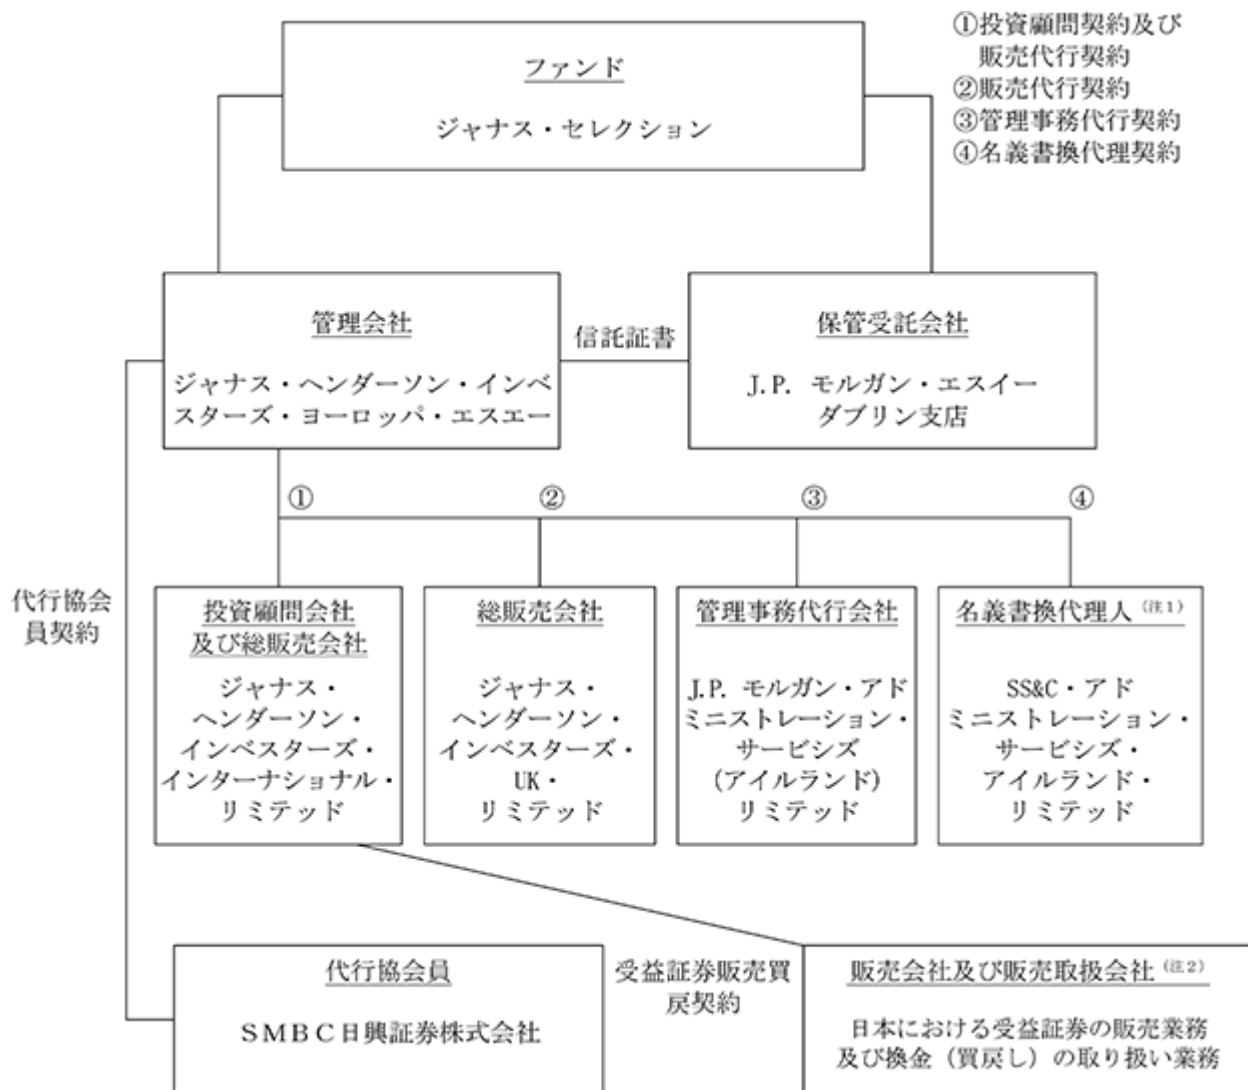 ①投資顧問契約及び
販売代行契約
②販売代行契約
③管理事務代行契約
④名義書換代理契約
ファンド
ジャナス・セレクション
管理会社
ジャナス・ヘンダーソン・インベ
スターズ・ヨーロッパ・エスエー
信託証書
保管受託会社
J.P. モルガン・エスイー
ダブリン支店
①
②
③
④
代行協会
員契約
投資顧問会社
及び総販売会社
ジャナス・
ヘンダーソン・
インベスターズ・
インターナショナル・
リミテッド
総販売会社
ジャナス・
ヘンダーソン・
インベスターズ・
UK・
リミテッド
管理事務代行会社
J.P. モルガン・アド
ミニストレーション・
サービシズ
(アイルランド)
リミテッド
名義書換代理人(注1)
SS&C・アド
ミニストレーション・
サービシズ・
アイルランド・
リミテッド
代行協会員
SMBC日興証券株式会社
受益証券販売買
戻契約
販売会社及び販売取扱会社(注2)
日本における受益証券の販売業務
及び換金(買戻し)の取り扱い業務